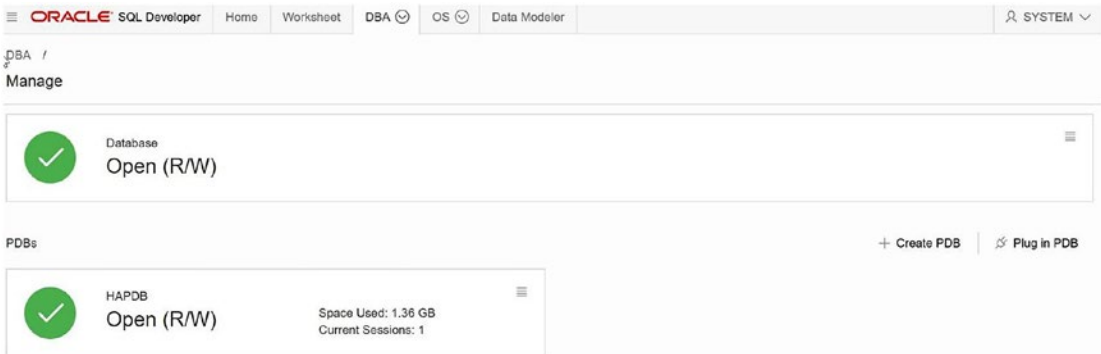 ORACLE SQL Developer Home Worksheet DBA OS Data Modeler SYSTEM
DBA /
Manage
Database
Open (R/W)
PDBs + Create PDB Plug in PDB
HAPDB
Open (R/W)
Space Used: 1.36 GB
Current Sessions: 1